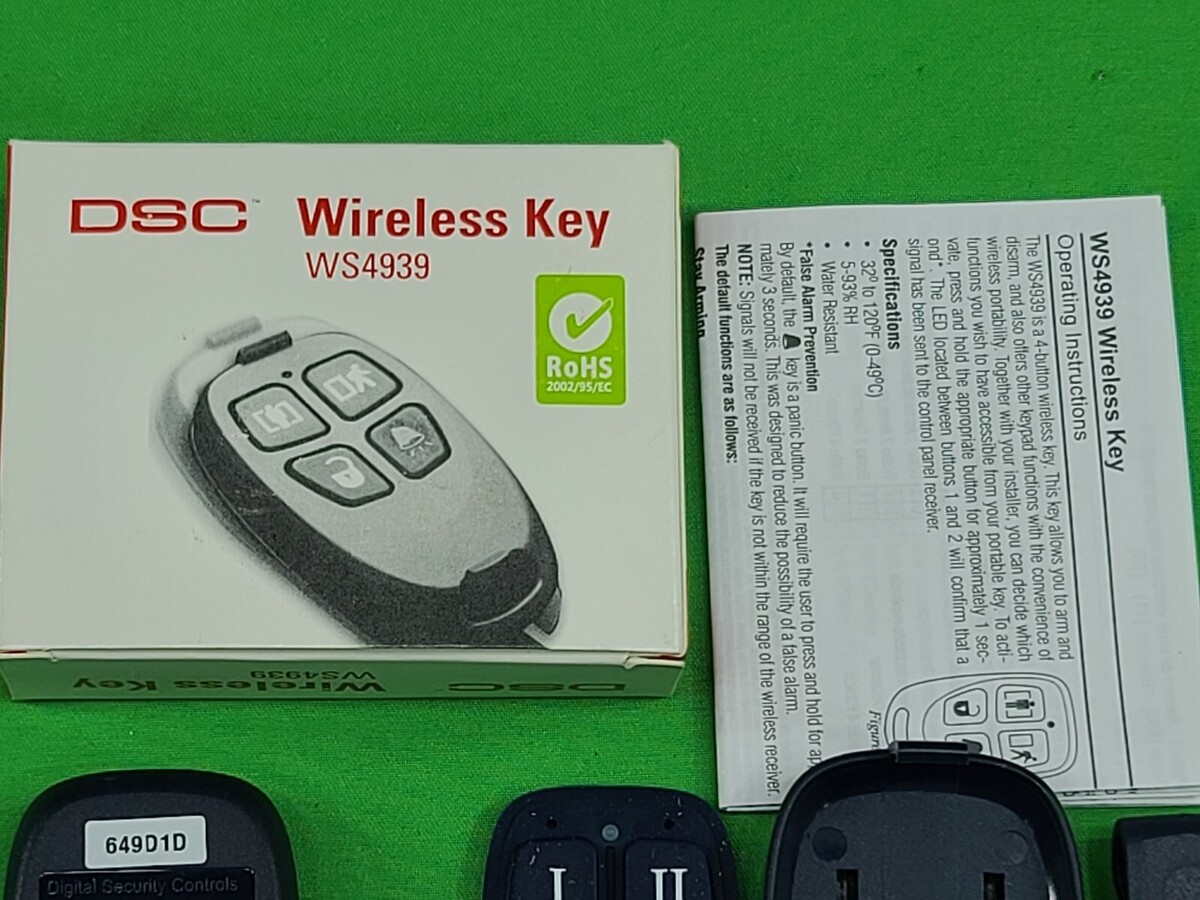 DSC™ Wireless Key
WS4939
RoHS
2002/95/EC
DSC Wireless Key
WS4939
WS4939 Wireless Key
Operating Instructions
The WS4939 is a 4-button wireless key. This key allows you to arm and
disarm, and also offers other keypad functions with the convenience of
wireless portability. Together with your installer, you can decide which
functions you wish to have accessible from your portable key. To acti-
vate, press and hold the appropriate button for approximately 1 sec-
ond*. The LED located between buttons 1 and 2 will confirm that a
signal has been sent to the control panel receiver.
Specifications
• 32º to 120ºF (0-49ºC)
• 5-93% RH
• Water Resistant
*False Alarm Prevention
By default, the key is a panic button. It will require the user to press and hold for ap
mately 3 seconds. This was designed to reduce the possibility of a false alarm.
NOTE: Signals will not be received if the key is not within the range of the wireless receiver.
The default functions are as follows:
Stay Arming
Figure
649D1D
Digital Security Controls
I II